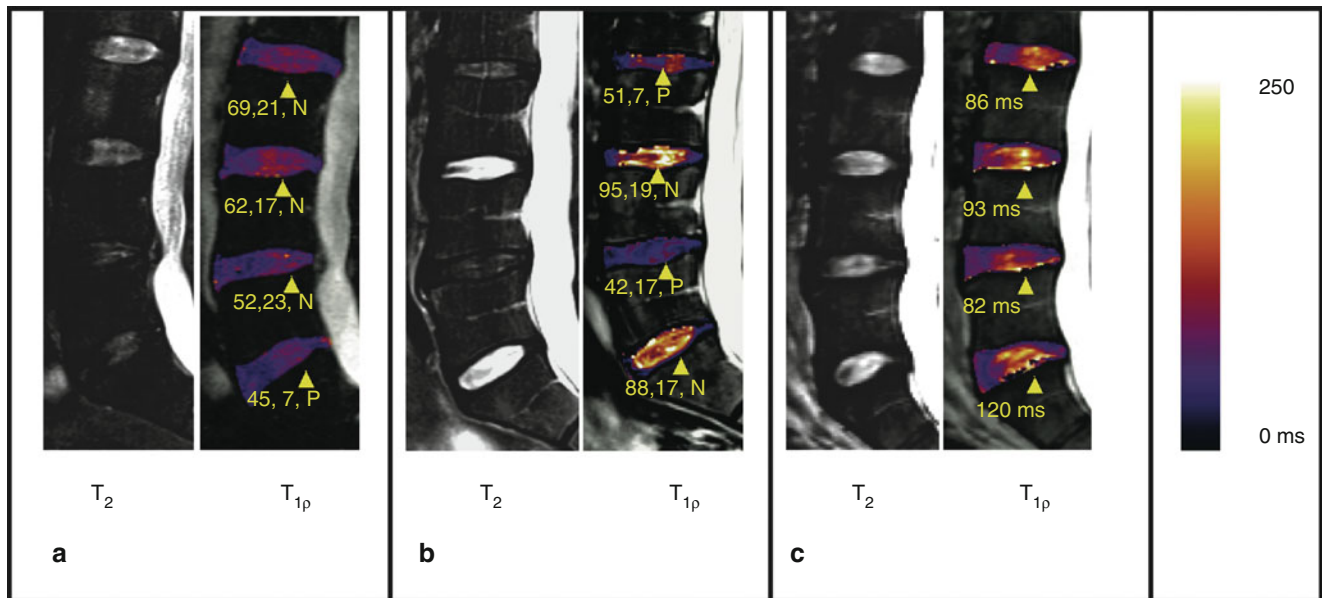 69,21, N
62,17, N
52,23, N
45, 7, P
T2
T1ρ
a
51,7, P
95,19, N
42,17, P
88,17, N
T2
T1ρ
b
86 ms
93 ms
82 ms
120 ms
T2
T1ρ
c
250
0 ms